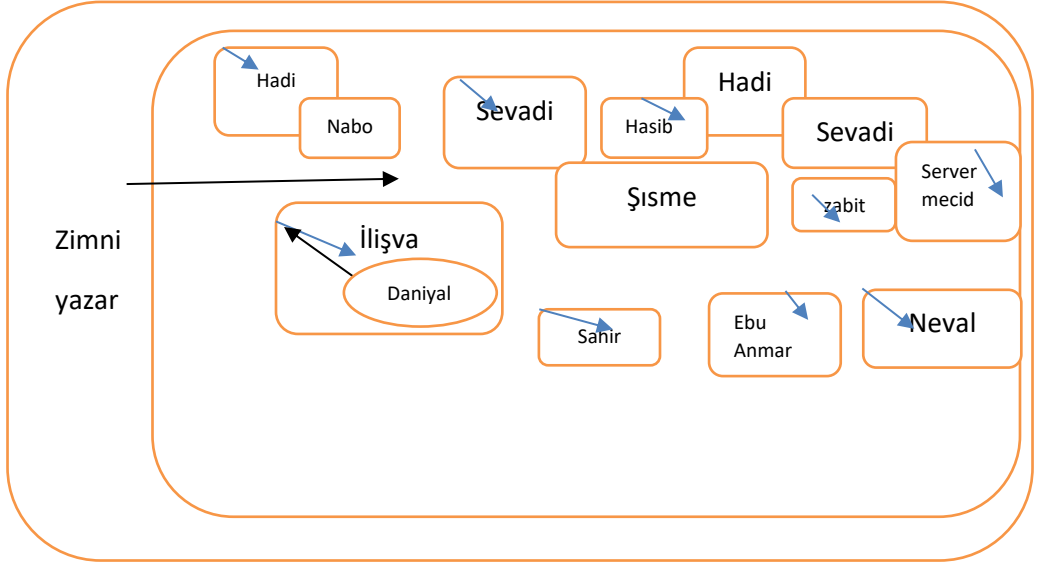 Hadi
Nabo
Sevadi
Hasib
Hadi
Sevadi
Server
mecid
Şısme
zabit
Zimni
yazar
İlişva
Daniyal
Sahir
Ebu
Anmar
Neval